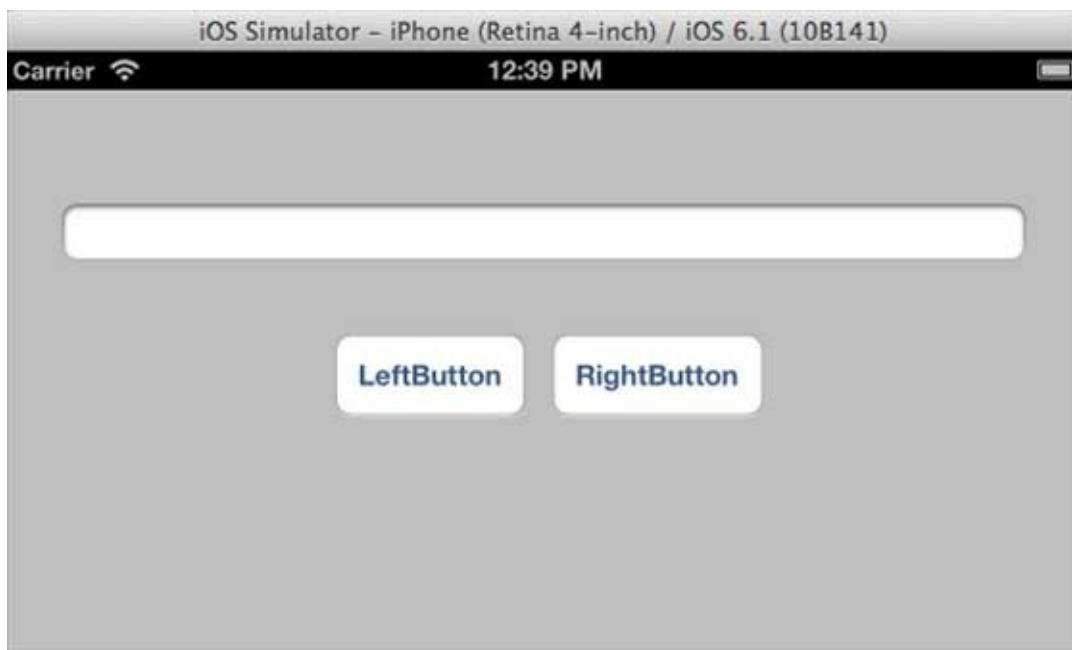 iOS Simulator – iPhone (Retina 4-inch) / iOS 6.1 (10B141)
Carrier 12:39 PM
LeftButton RightButton